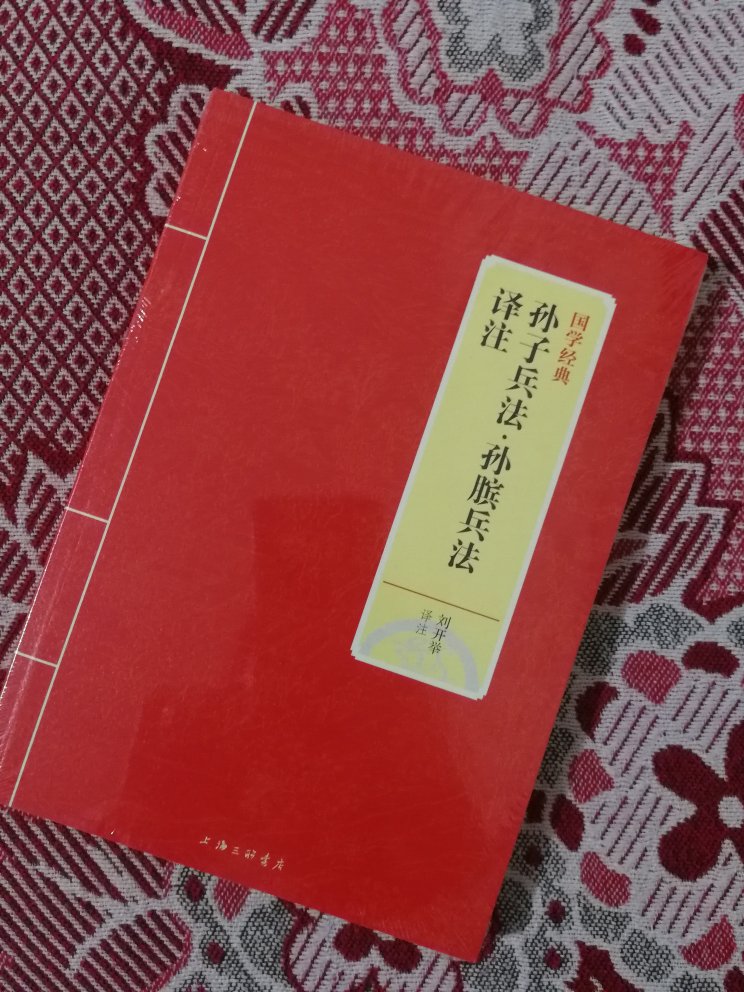 国学经典
孙子兵法·孙膑兵法
译注
刘开举
译注
上海三联书店